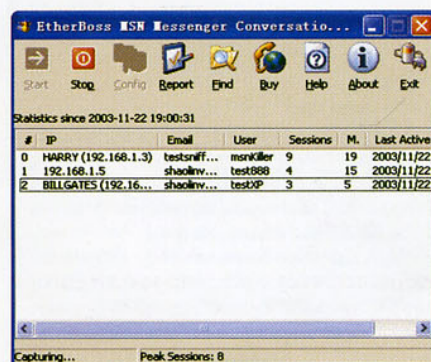 EtherBoss MSN Messenger Conversatio...
Start Stop Config Report Find Buy Help About Exit
Statistics since 2003-11-22 19:00:31
# IP Email User Sessions M. Last Active
0 HARRY (192.168.1.3) testsniff... msnKiller 9 19 2003/11/22
1 192.168.1.5 shaolinv... test888 4 15 2003/11/22
2 BILLGATES (192.16... shaolinv... testXP 3 5 2003/11/22
Capturing... Peak Sessions: 8